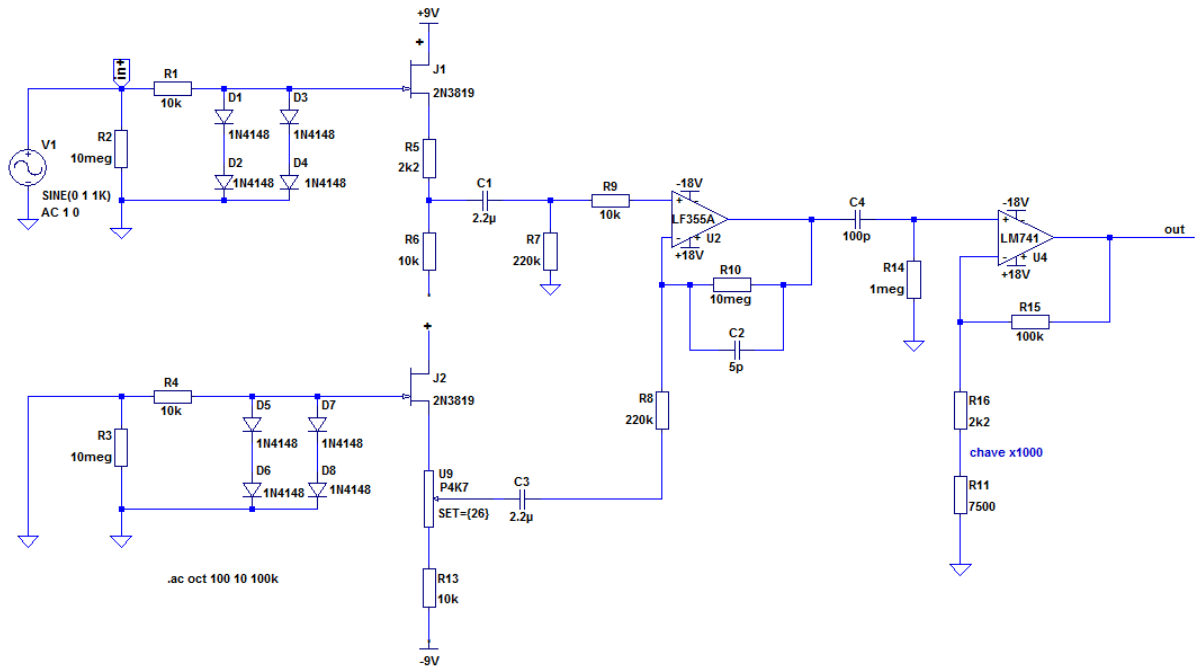 +9V
+
J1
2N3819
in+
R1
10k
D1
1N4148
D3
1N4148
R2
10meg
V1
SINE(0 1 1K)
AC 1 0
D2
1N4148
D4
1N4148
R5
2k2
C1
2.2µ
R9
10k
R6
10k
R7
220k
-18V
+
-
LF355A
-
+
U2
+18V
C4
100p
R14
1meg
-18V
+
-
LM741
-
+
U4
+18V
out
R10
10meg
C2
5p
R15
100k
R8
220k
R16
2k2
chave x1000
R11
7500
+
J2
2N3819
R4
10k
D5
1N4148
D7
1N4148
R3
10meg
D6
1N4148
D8
1N4148
U9
P4K7
SET={26}
C3
2.2µ
R13
10k
-9V
.ac oct 100 10 100k